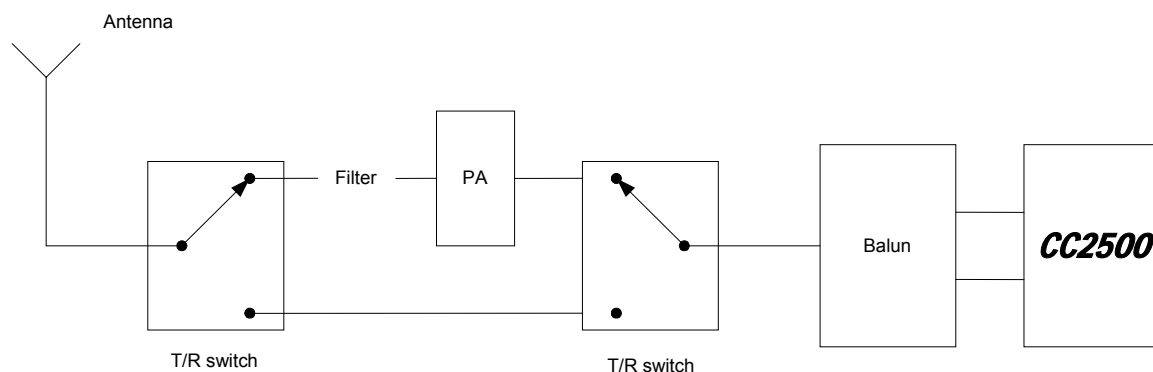 Antenna
Filter
PA
Balun
CC2500
T/R switch
T/R switch